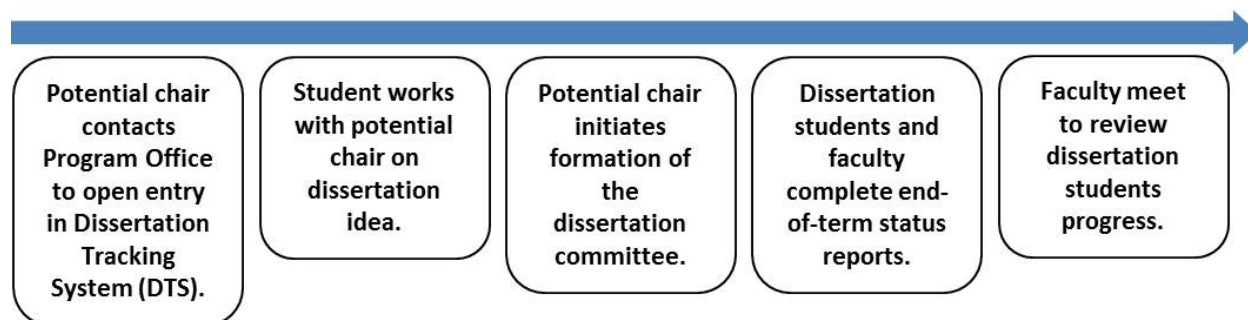 Potential chair
contacts
Program Office
to open entry
in Dissertation
Tracking
System (DTS).
Student works
with potential
chair on
dissertation
idea.
Potential chair
initiates
formation of
the
dissertation
committee.
Dissertation
students and
faculty
complete end-
of-term status
reports.
Faculty meet
to review
dissertation
students
progress.